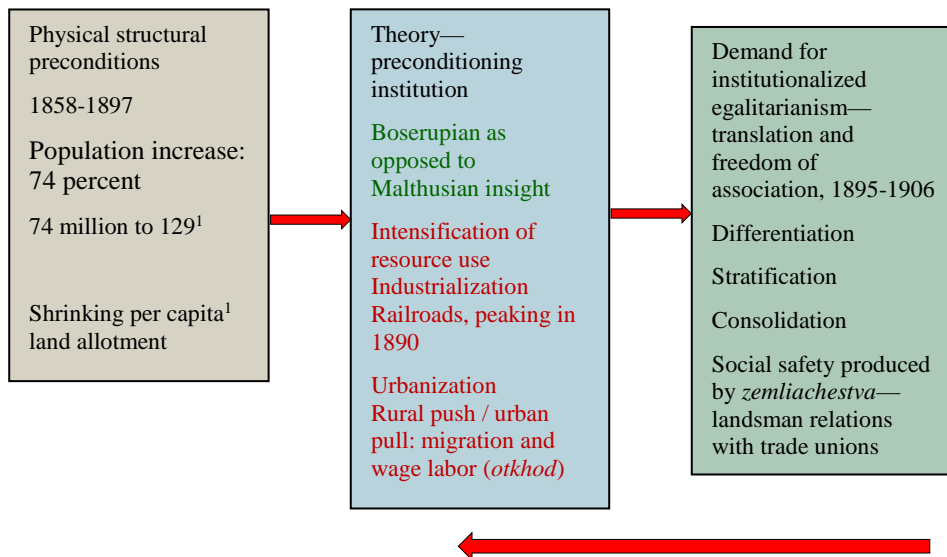 Physical structural
preconditions
1858-1897
Population increase:
74 percent
74 million to 129¹
Shrinking per capita¹
land allotment
Theory—
preconditioning
institution
Boserupian as
opposed to
Malthusian insight
Intensification of
resource use
Industrialization
Railroads, peaking in
1890
Urbanization
Rural push / urban
pull: migration and
wage labor (otkhod)
Demand for
institutionalized
egalitarianism—
translation and
freedom of
association, 1895-1906
Differentiation
Stratification
Consolidation
Social safety produced
by zemliachestva—
landsman relations
with trade unions